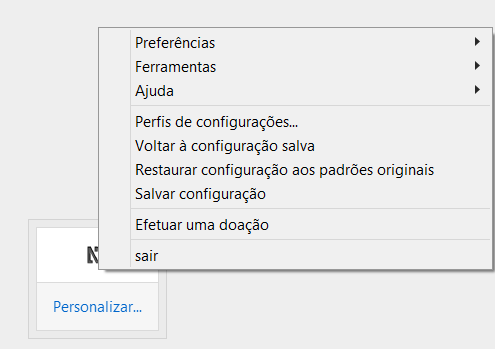 Preferências
Ferramentas
Ajuda
Perfis de configurações...
Voltar à configuração salva
Restaurar configuração aos padrões originais
Salvar configuração
Efetuar uma doação
sair
Personalizar...